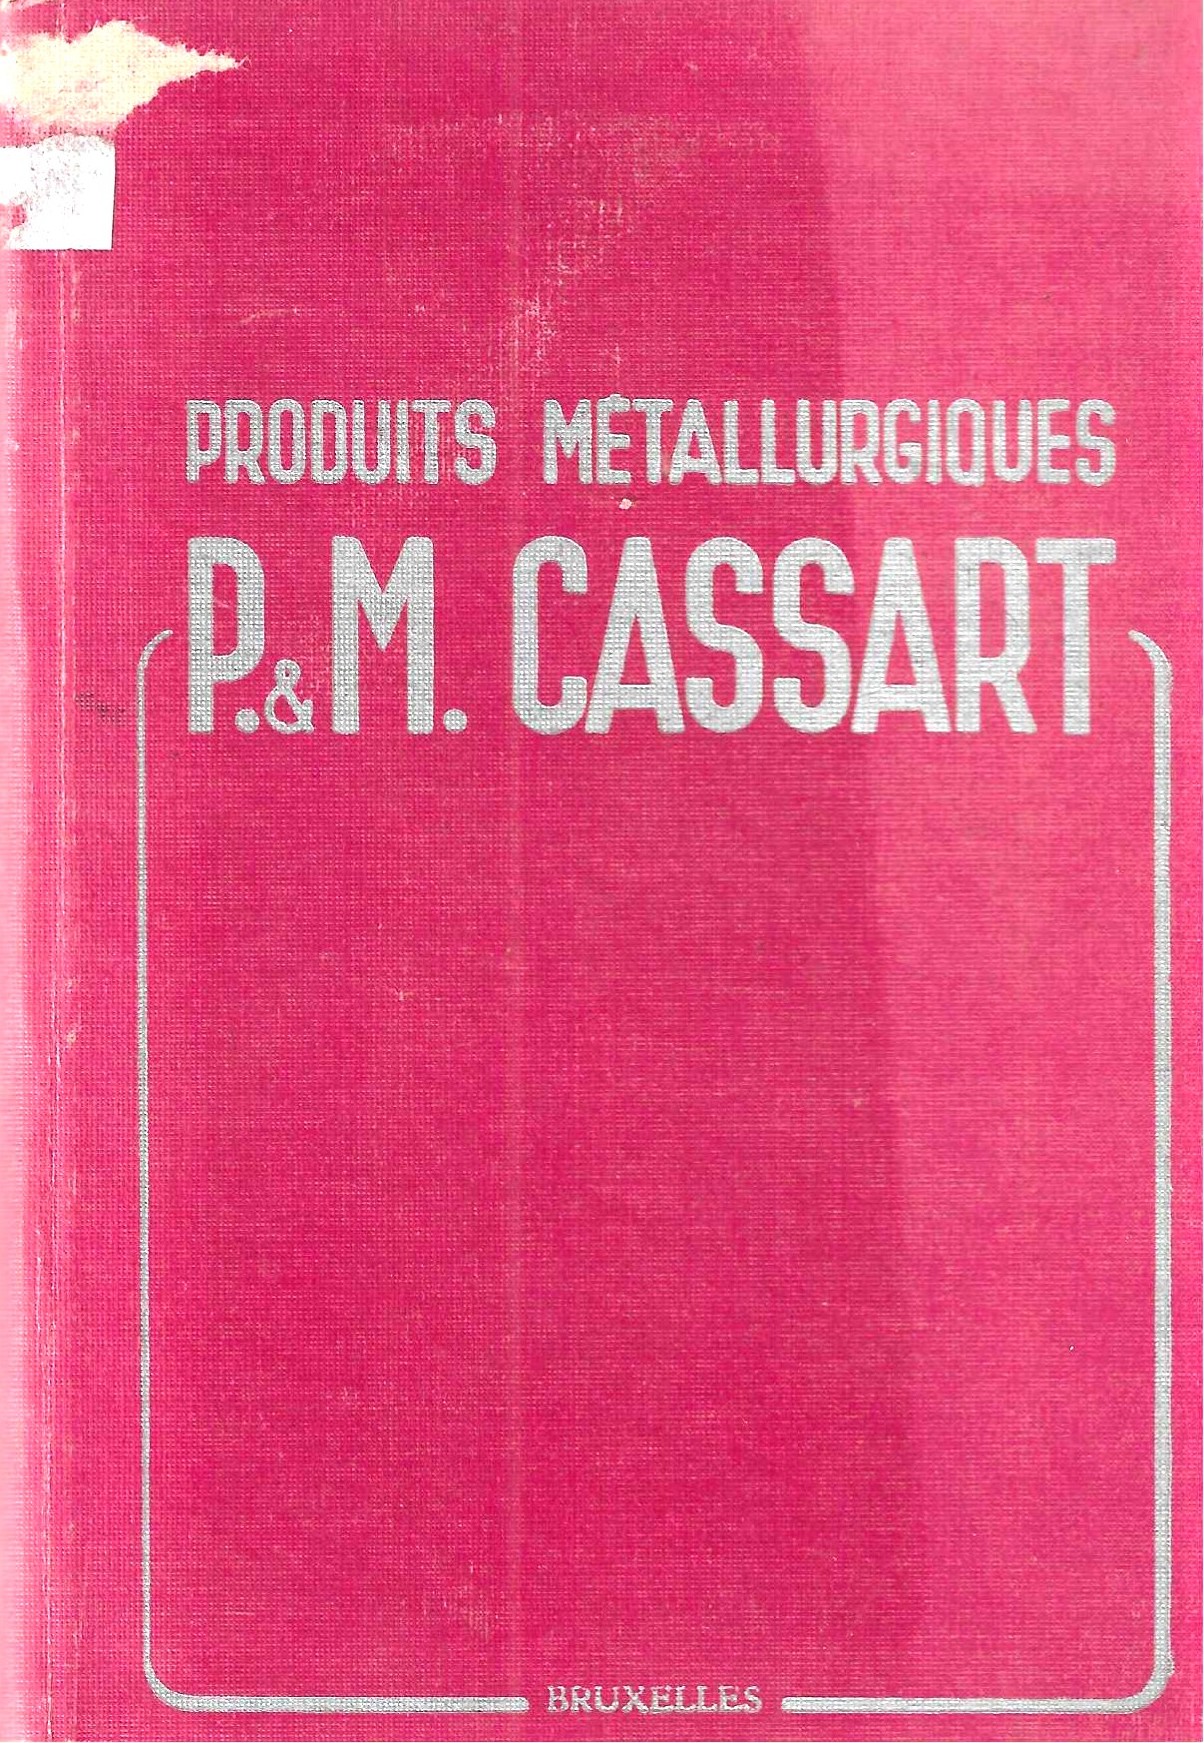 PRODUITS MÉTALLURGIQUES
P. & M. CASSART
BRUXELLES